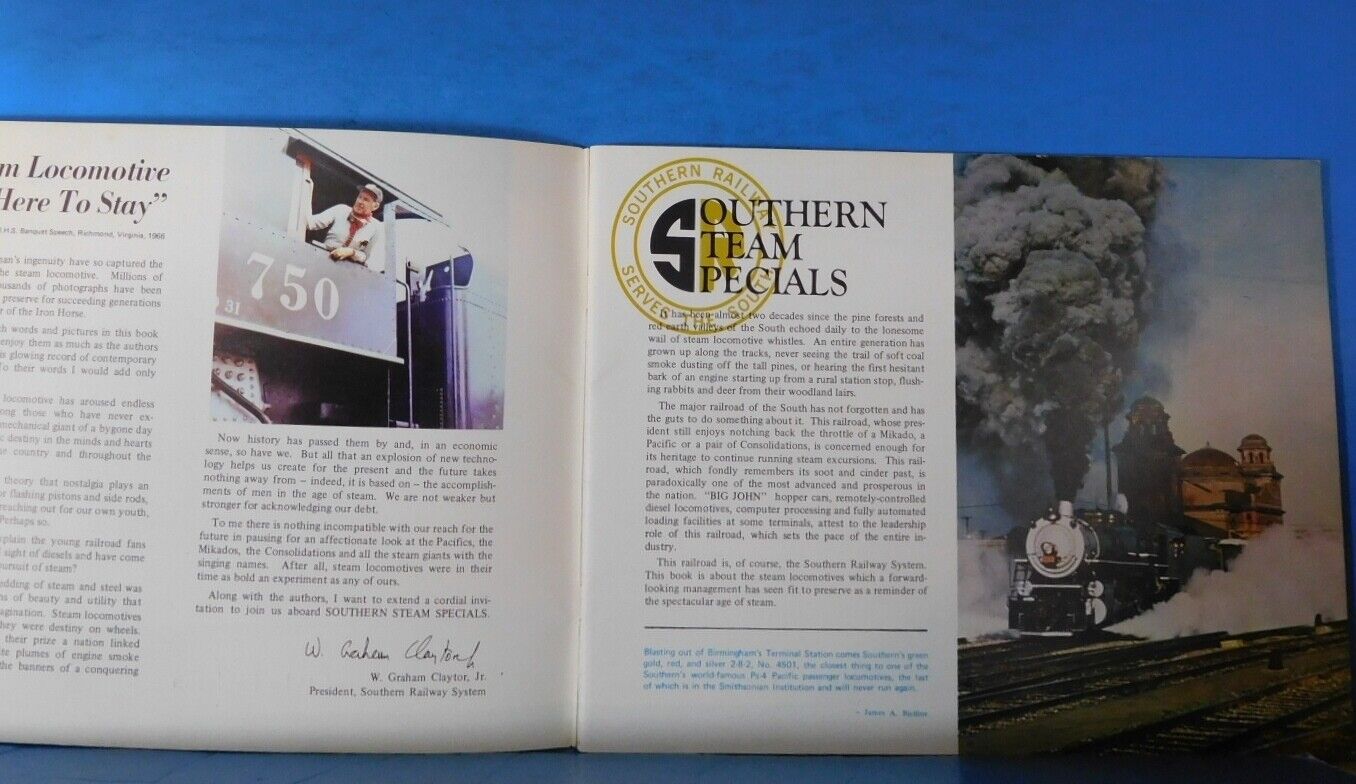 m Locomotive
Here To Stay”
.H.S. Banquet Speech, Richmond, Virginia, 1966
an's ingenuity have so captured the
he steam locomotive. Millions of
ousands of photographs have been
preserve for succeeding generations
r of the Iron Horse.
ch words and pictures in this book
enjoy them as much as the authors
is glowing record of contemporary
To their words I would add only
locomotive has aroused endless
ong those who have never ex-
mechanical giant of a bygone day
c destiny in the minds and hearts
e country and throughout the
theory that nostalgia plays an
or flashing pistons and side rods,
reaching out for our own youth,
Perhaps so.
xplain the young railroad fans
sight of diesels and have come
pursuit of steam?
edding of steam and steel was
ns of beauty and utility that
agination. Steam locomotives
hey were destiny on wheels.
their prize a nation linked
ite plumes of engine smoke
the banners of a conquering
750
31
Now history has passed them by and, in an economic
sense, so have we. But all that an explosion of new techno-
logy helps us create for the present and the future takes
nothing away from – indeed, it is based on – the accomplish-
ments of men in the age of steam. We are not weaker but
stronger for acknowledging our debt.
To me there is nothing incompatible with our reach for the
future in pausing for an affectionate look at the Pacifics, the
Mikados, the Consolidations and all the steam giants with the
singing names. After all, steam locomotives were in their
time as bold an experiment as any of ours.
Along with the authors, I want to extend a cordial invi-
tation to join us aboard SOUTHERN STEAM SPECIALS.
W. Graham Claytor Jr
W. Graham Claytor, Jr.
President, Southern Railway System
SOUTHERN RAILWAY
SERVES THE SOUTH
SR
SOUTHERN
STEAM
SPECIALS
It has been almost two decades since the pine forests and
red earth valleys of the South echoed daily to the lonesome
wail of steam locomotive whistles. An entire generation has
grown up along the tracks, never seeing the trail of soft coal
smoke dusting off the tall pines, or hearing the first hesitant
bark of an engine starting up from a rural station stop, flush-
ing rabbits and deer from their woodland lairs.
The major railroad of the South has not forgotten and has
the guts to do something about it. This railroad, whose pres-
ident still enjoys notching back the throttle of a Mikado, a
Pacific or a pair of Consolidations, is concerned enough for
its heritage to continue running steam excursions. This rail-
road, which fondly remembers its soot and cinder past, is
paradoxically one of the most advanced and prosperous in
the nation. “BIG JOHN” hopper cars, remotely-controlled
diesel locomotives, computer processing and fully automated
loading facilities at some terminals, attest to the leadership
role of this railroad, which sets the pace of the entire in-
dustry.
This railroad is, of course, the Southern Railway System.
This book is about the steam locomotives which a forward-
looking management has seen fit to preserve as a reminder of
the spectacular age of steam.
Blasting out of Birmingham's Terminal Station comes Southern's green
gold, red, and silver 2-8-2, No. 4501, the closest thing to one of the
Southern's world-famous Ps-4 Pacific passenger locomotives, the last
of which is in the Smithsonian Institution and will never run again.
– James A.